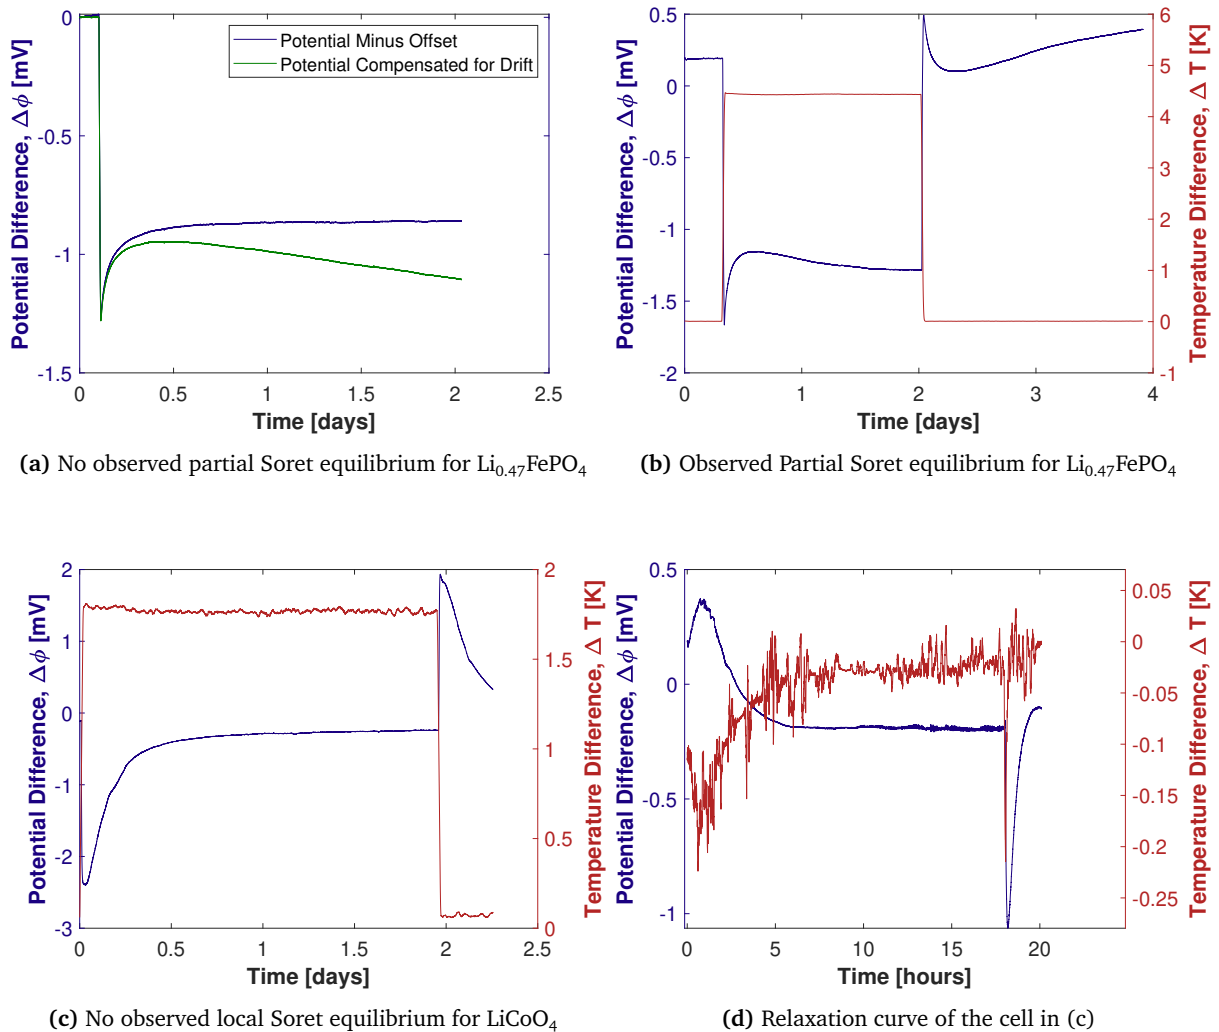 Potential Difference, Δϕ [mV]
0
-0.5
-1
-1.5
Potential Minus Offset
Potential Compensated for Drift
0 0.5 1 1.5 2 2.5
Time [days]
(a) No observed partial Soret equilibrium for Li0.47FePO4
Potential Difference, Δϕ [mV]
0.5
0
-0.5
-1
-1.5
-2
6
5
4
3
2
1
0
-1
Temperature Difference, Δ T [K]
0 1 2 3 4
Time [days]
(b) Observed Partial Soret equilibrium for Li0.47FePO4
Potential Difference, Δϕ [mV]
2
1
0
-1
-2
-3
2
1.5
1
0.5
0
Temperature Difference, Δ T [K]
0 0.5 1 1.5 2 2.5
Time [days]
(c) No observed local Soret equilibrium for LiCoO4
Potential Difference, Δϕ [mV]
0.5
0
-0.5
-1
0.05
0
-0.05
-0.1
-0.15
-0.2
-0.25
Temperature Difference, Δ T [K]
0 5 10 15 20
Time [hours]
(d) Relaxation curve of the cell in (c)